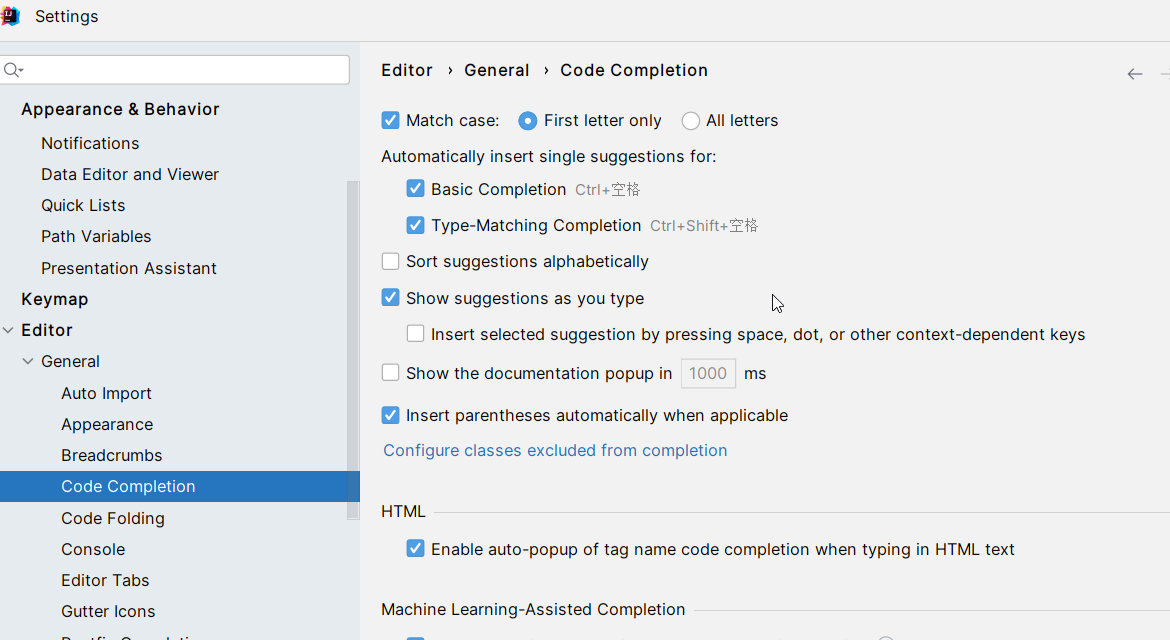 Settings
Appearance & Behavior
Notifications
Data Editor and Viewer
Quick Lists
Path Variables
Presentation Assistant
Keymap
Editor
General
Auto Import
Appearance
Breadcrumbs
Code Completion
Code Folding
Console
Editor Tabs
Gutter Icons
Editor › General › Code Completion
Match case: First letter only All letters
Automatically insert single suggestions for:
Basic Completion Ctrl+空格
Type-Matching Completion Ctrl+Shift+空格
Sort suggestions alphabetically
Show suggestions as you type
Insert selected suggestion by pressing space, dot, or other context-dependent keys
Show the documentation popup in 1000 ms
Insert parentheses automatically when applicable
Configure classes excluded from completion
HTML
Enable auto-popup of tag name code completion when typing in HTML text
Machine Learning-Assisted Completion